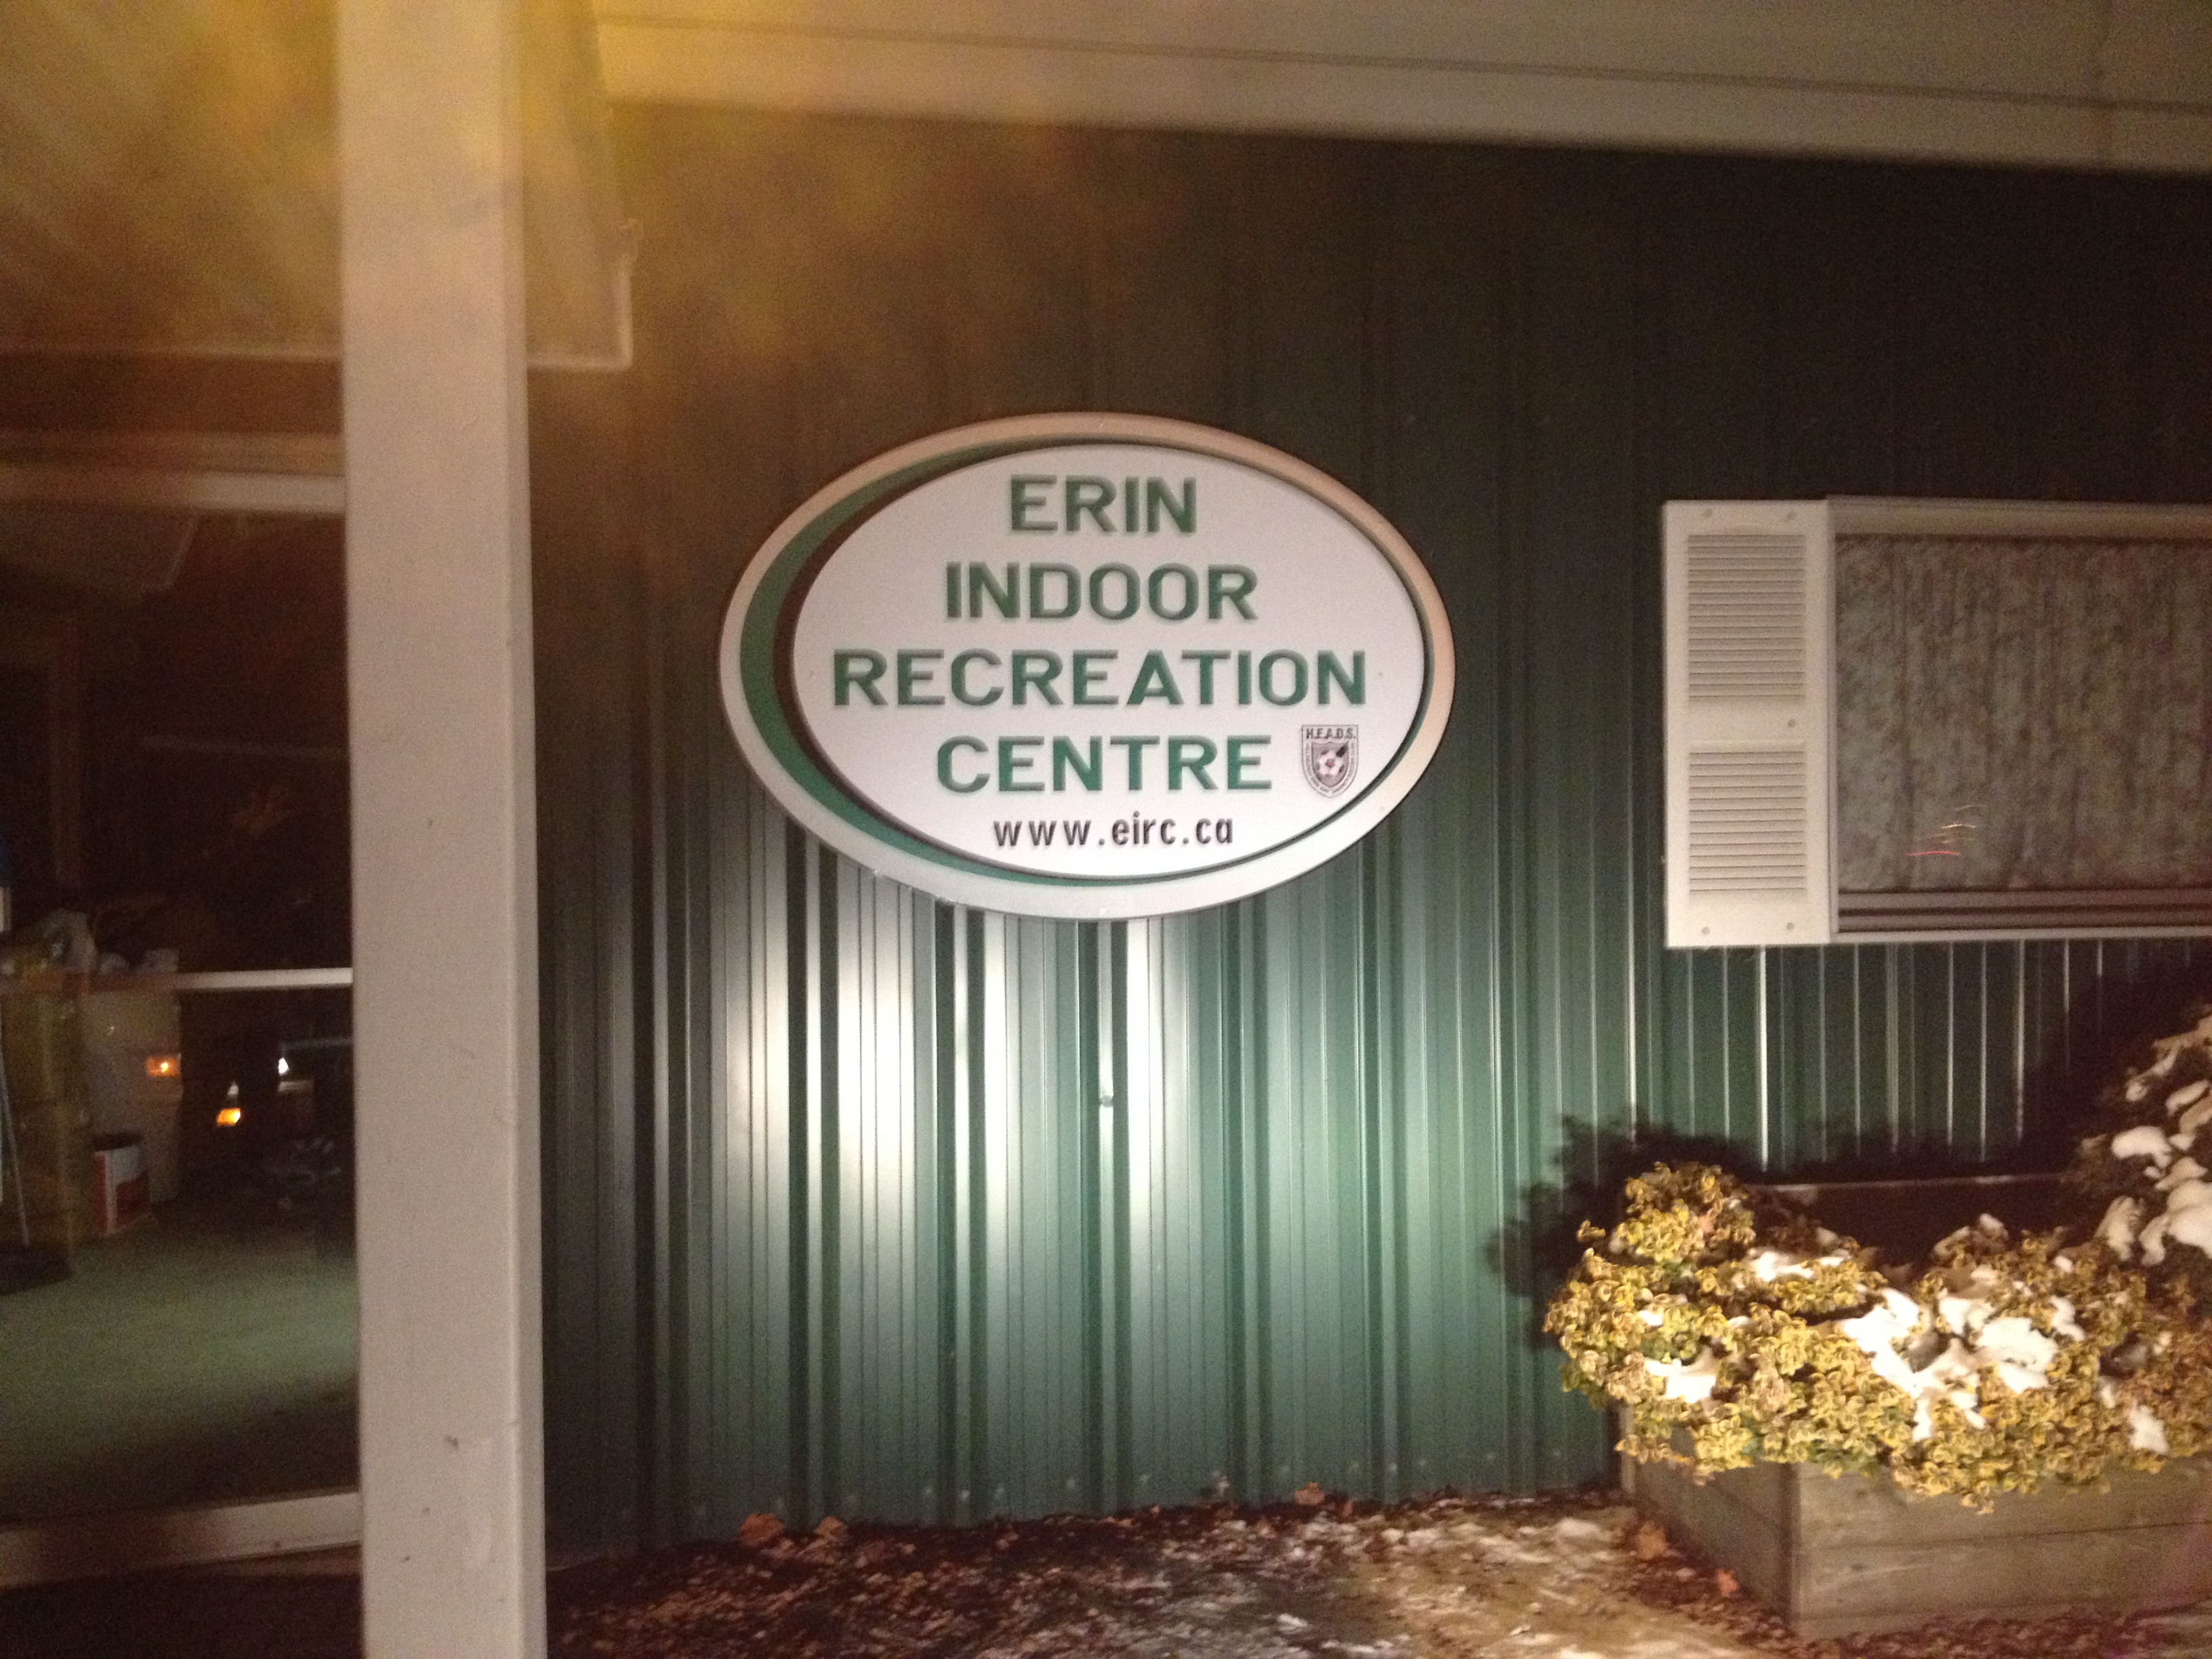 ERIN
INDOOR
RECREATION
CENTRE
H.E.A.D.S.
www.eirc.ca